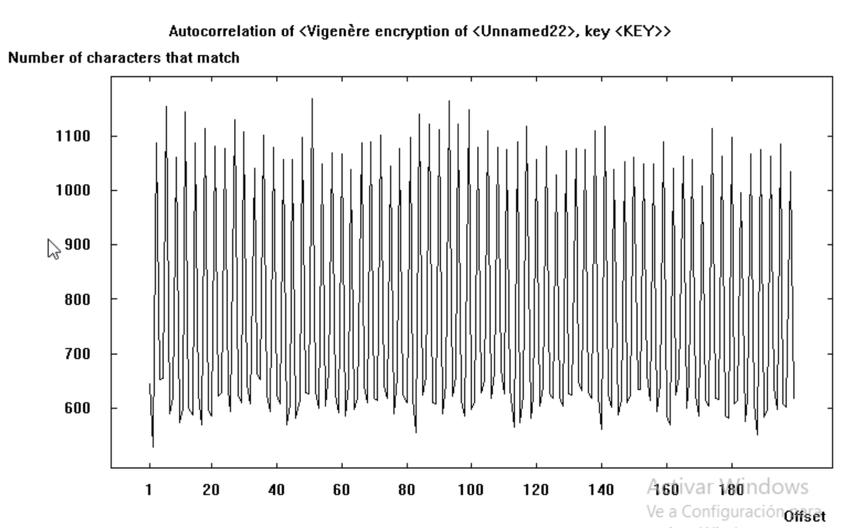 Autocorrelation of <Vigenère encryption of <Unnamed22>, key <KEY>>
Number of characters that match
1100
1000
900
800
700
600
1 20 40 60 80 100 120 140 160 180
Activar Windows
Ve a Configuración para
Offset